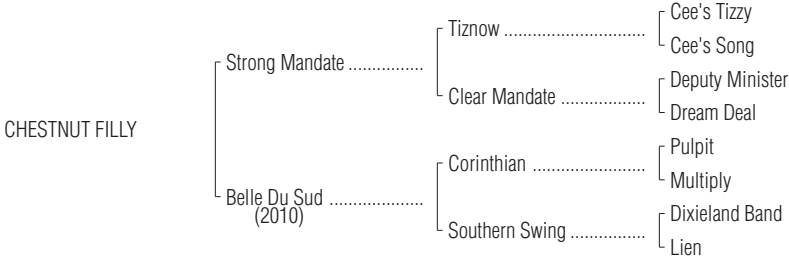 Cee's Tizzy
Tiznow ..............................
Cee's Song
Strong Mandate ................
Deputy Minister
Clear Mandate ..................
Dream Deal
CHESTNUT FILLY
Pulpit
Corinthian ........................
Multiply
Belle Du Sud ....................
(2010)
Dixieland Band
Southern Swing ................
Lien